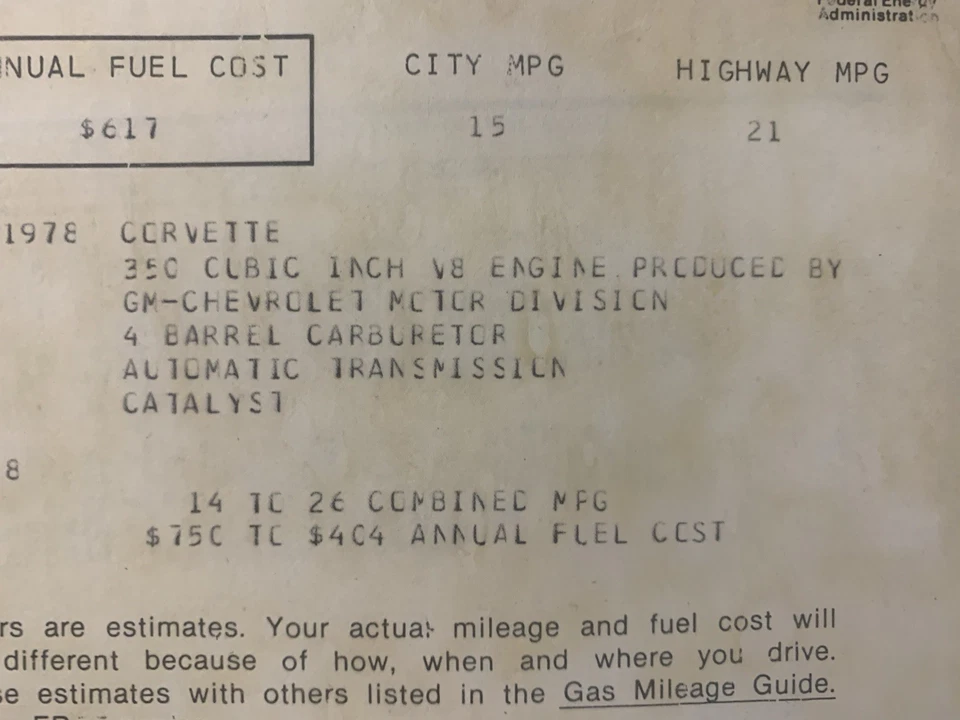 Administration
NUAL FUEL COST CITY MPG HIGHWAY MPG
$617 15 21
1978 CORVETTE
350 CUBIC INCH V8 ENGINE PRODUCED BY
GM-CHEVROLET MOTOR DIVISION
4 BARREL CARBURETOR
AUTOMATIC TRANSMISSION
CATALYST
8
14 TO 26 COMBINED MPG
$750 TO $404 ANNUAL FUEL COST
rs are estimates. Your actual mileage and fuel cost will
different because of how, when and where you drive.
se estimates with others listed in the Gas Mileage Guide.